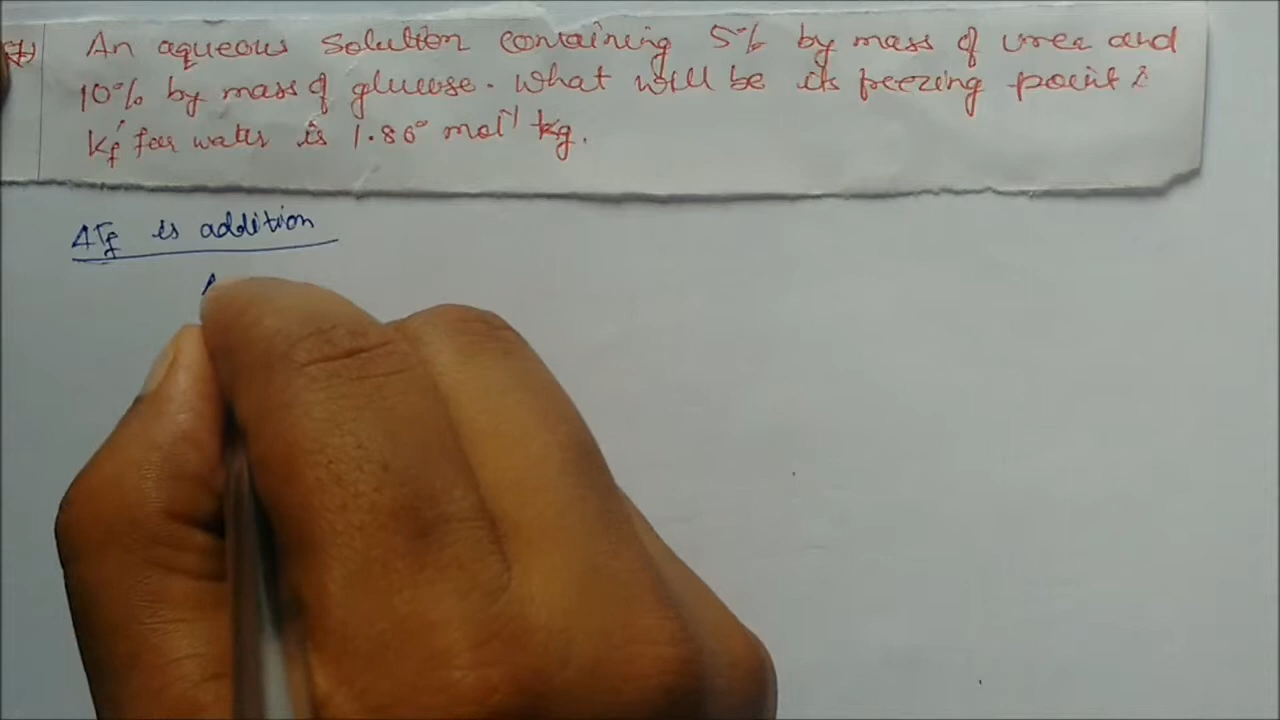 An aqueous solution containing 5% by mass of urea and
10% by mass of glucose. What will be its freezing point ?
Kf' for water is 1.86° mol⁻¹ kg.
ΔTf is addition